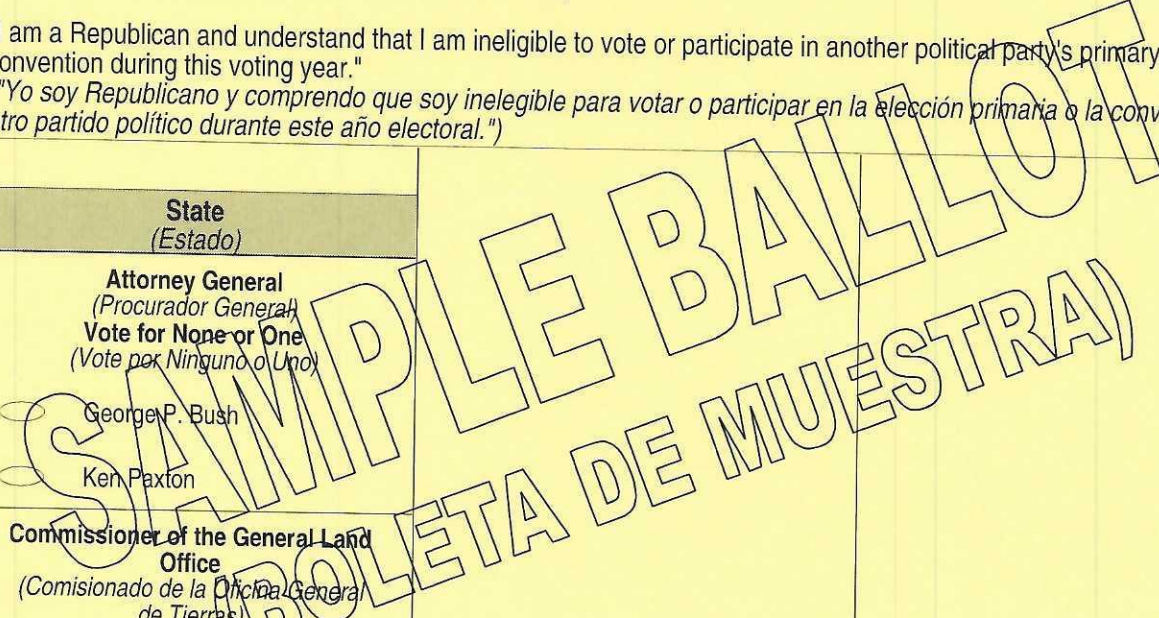 am a Republican and understand that I am ineligible to vote or participate in another political party's primary
onvention during this voting year."
"Yo soy Republicano y comprendo que soy inelegible para votar o participar en la elección primaria o la conv
tro partido político durante este año electoral.")
State
(Estado)
Attorney General
(Procurador General)
Vote for None or One
(Vote por Ninguno o Uno)
George P. Bush
Ken Paxton
Commissioner of the General Land
Office
(Comisionado de la Oficina General
de Tierras)
SAMPLE BALLOT
(BOLETA DE MUESTRA)